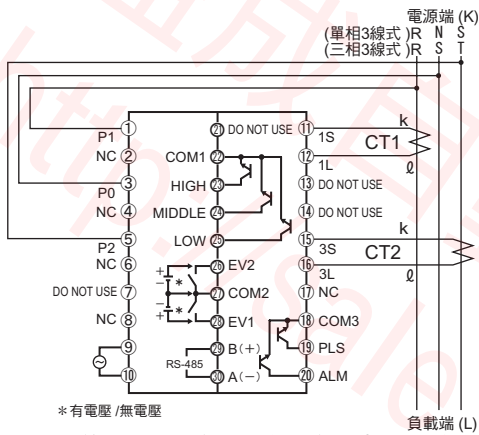 電源端 (K)
(單相3線式 )R N S
(三相3線式 )R S T
① P1
NC ②
③ P0
NC ④
⑤ P2
NC ⑥
DO NOT USE ⑦
NC ⑧
⑨
⑩
㉑ DO NOT USE
COM1 ㉒
HIGH ㉓
MIDDLE ㉔
LOW ㉕
+ − * ㉖ EV2
㉗ COM2
− + * ㉘ EV1
RS-485
㉙ B(+)
㉚ A(−)
⑪ 1S
k
CT1
⑫ 1L
ℓ
⑬ DO NOT USE
⑭ DO NOT USE
⑮ 3S
k
CT2
⑯ 3L
ℓ
⑰ NC
⑱ COM3
⑲ PLS
⑳ ALM
*有電壓 /無電壓
負載端 (L)